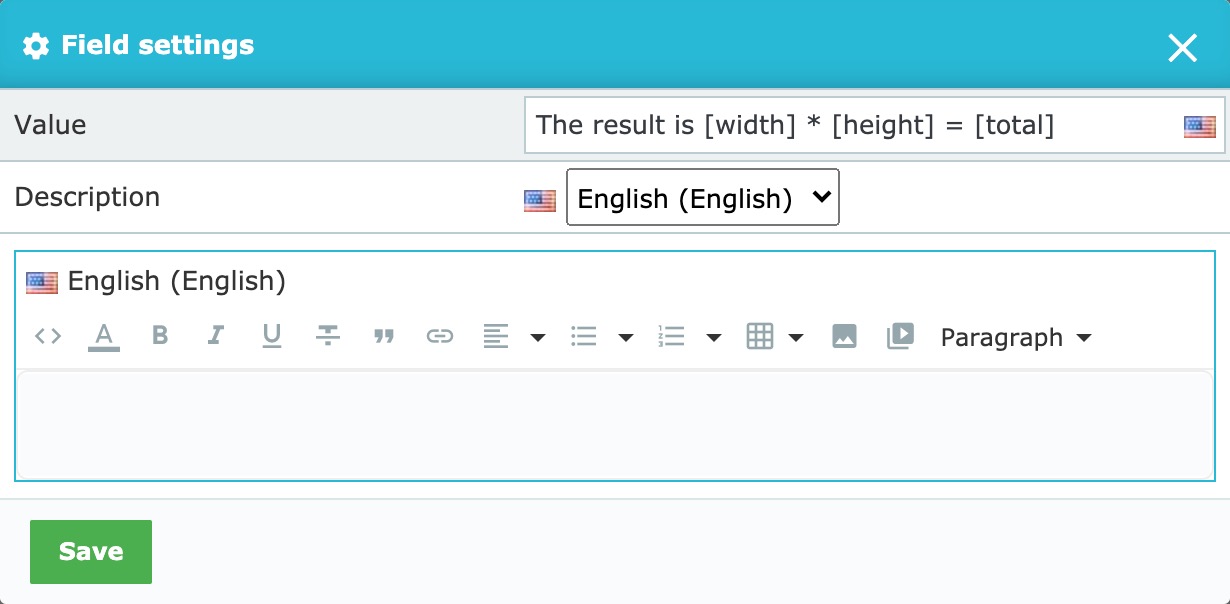 Field settings
Value
The result is [width] * [height] = [total]
Description
English (English)
English (English)
A B I U T Paragraph
Save